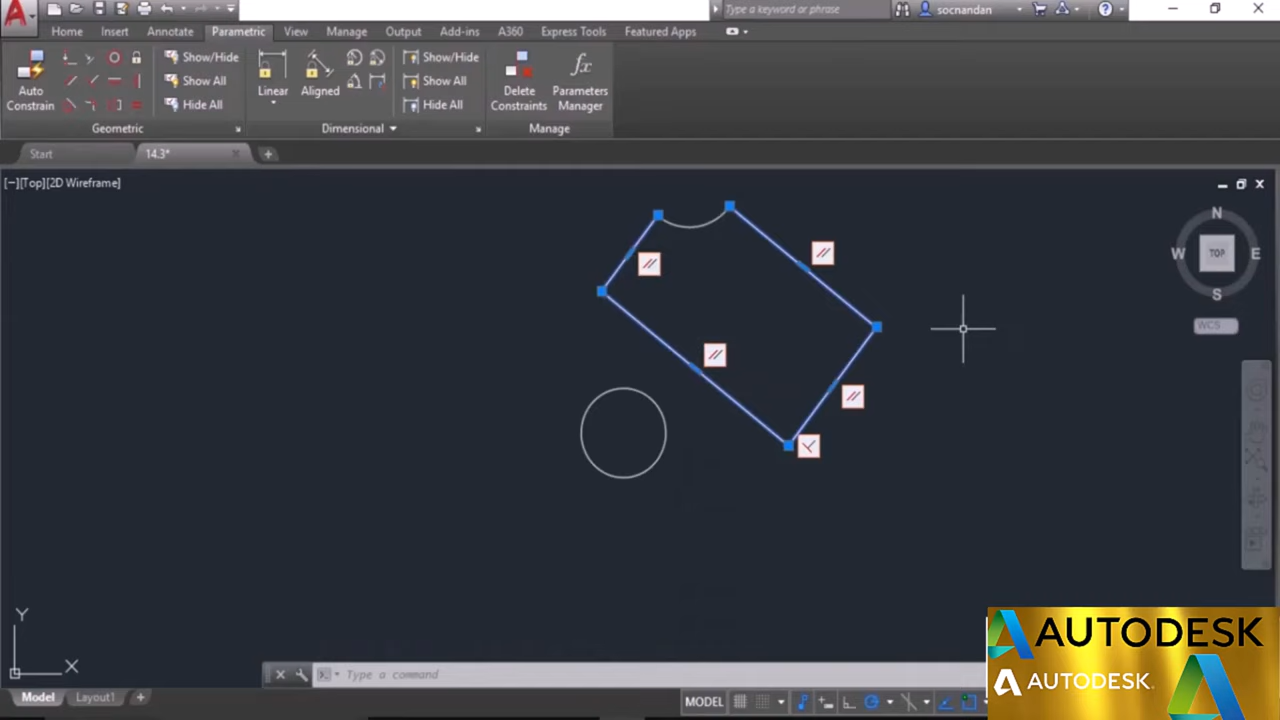 Type a keyword or phrase
socnandan
Home Insert Annotate Parametric View Manage Output Add-ins A360 Express Tools Featured Apps
Auto Constrain
Show/Hide
Show All
Hide All
Linear
Aligned
Show/Hide
Show All
Hide All
Delete Constraints
fx
Parameters Manager
Geometric
Dimensional
Manage
Start
14.3*
[−][Top][2D Wireframe]
N
W TOP E
S
WCS
Y
X
Type a command
Model Layout1
MODEL
AUTODESK
AUTODESK.